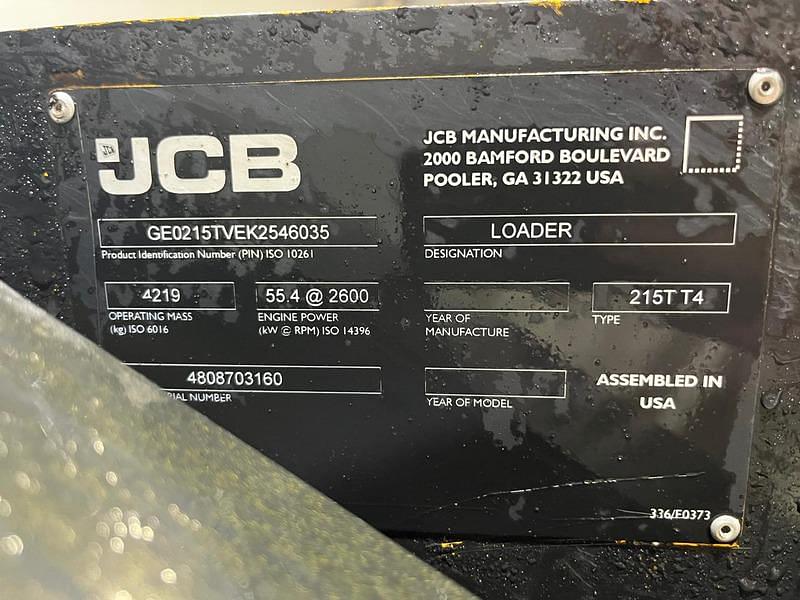 JCB
JCB MANUFACTURING INC.
2000 BAMFORD BOULEVARD
POOLER, GA 31322 USA
GE0215TVEK2546035
Product Identification Number (PIN) ISO 10261
LOADER
DESIGNATION
4219
OPERATING MASS
(kg) ISO 6016
55.4 @ 2600
ENGINE POWER
(kW @ RPM) ISO 14396
YEAR OF
MANUFACTURE
215T T4
TYPE
4808703160
NUMBER
YEAR OF MODEL
ASSEMBLED IN
USA
336/E0373